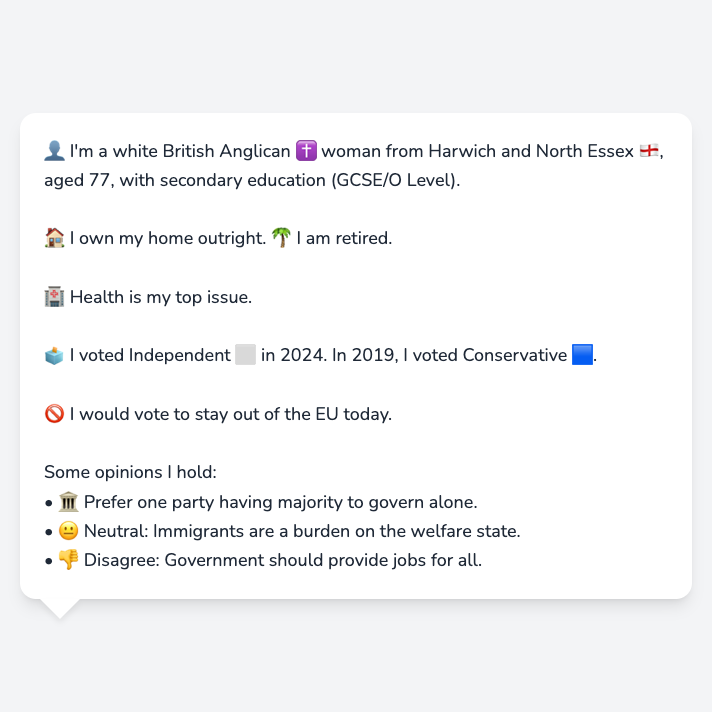 👤 I'm a white British Anglican ✝️ woman from Harwich and North Essex 🏴󠁧󠁢󠁥󠁮󠁧󠁿,
aged 77, with secondary education (GCSE/O Level).
🏠 I own my home outright. 🌴 I am retired.
🏥 Health is my top issue.
🗳️ I voted Independent ⬜ in 2024. In 2019, I voted Conservative 🟦.
🚫 I would vote to stay out of the EU today.
Some opinions I hold:
• 🏛️ Prefer one party having majority to govern alone.
• 😐 Neutral: Immigrants are a burden on the welfare state.
• 👎 Disagree: Government should provide jobs for all.